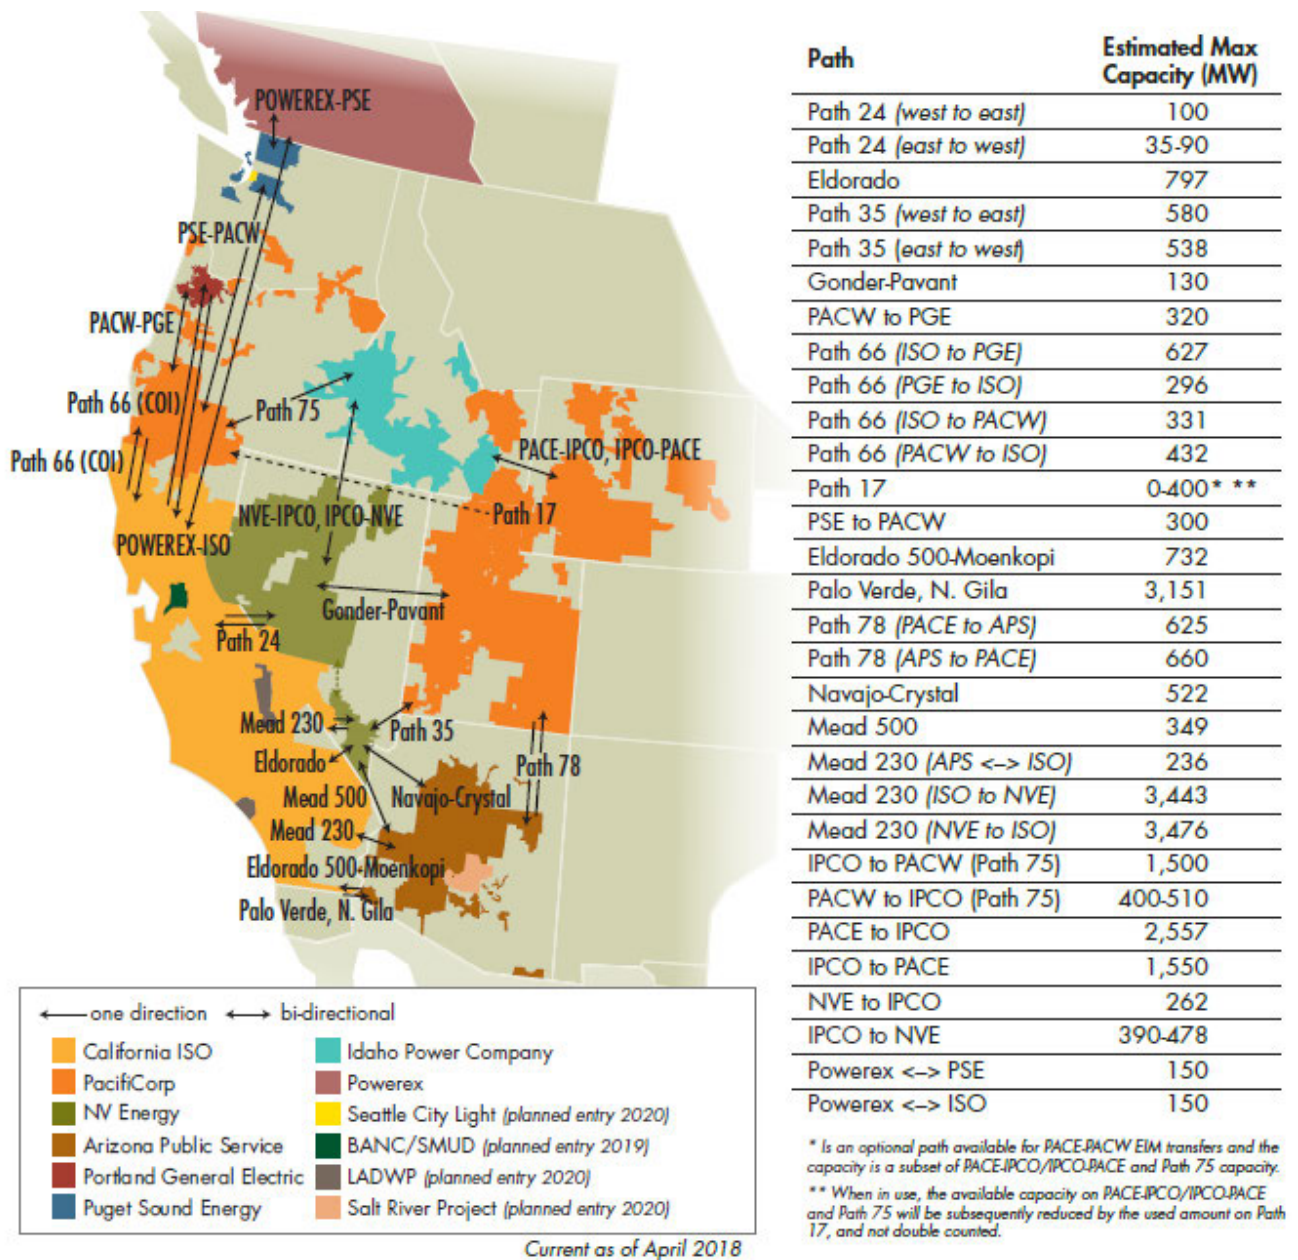 POWEREX-PSE
PSE-PACW
PACW-PGE
Path 66 (COI)
Path 75
Path 66 (COI)
PACE-IPCO, IPCO-PACE
NVE-IPCO, IPCO-NVE
Path 17
POWEREX-ISO
Gonder-Pavant
Path 24
Mead 230
Path 35
Eldorado
Path 78
Mead 500
Navajo-Crystal
Mead 230
Eldorado 500-Moenkopi
Palo Verde, N. Gila
one direction bi-directional
California ISO
PacifiCorp
NV Energy
Arizona Public Service
Portland General Electric
Puget Sound Energy
Idaho Power Company
Powerex
Seattle City Light (planned entry 2020)
BANC/SMUD (planned entry 2019)
LADWP (planned entry 2020)
Salt River Project (planned entry 2020)
Current as of April 2018
Path Estimated Max
Capacity (MW)
Path 24 (west to east) 100
Path 24 (east to west) 35-90
Eldorado 797
Path 35 (west to east) 580
Path 35 (east to west) 538
Gonder-Pavant 130
PACW to PGE 320
Path 66 (ISO to PGE) 627
Path 66 (PGE to ISO) 296
Path 66 (ISO to PACW) 331
Path 66 (PACW to ISO) 432
Path 17 0-400* **
PSE to PACW 300
Eldorado 500-Moenkopi 732
Palo Verde, N. Gila 3,151
Path 78 (PACE to APS) 625
Path 78 (APS to PACE) 660
Navajo-Crystal 522
Mead 500 349
Mead 230 (APS <-> ISO) 236
Mead 230 (ISO to NVE) 3,443
Mead 230 (NVE to ISO) 3,476
IPCO to PACW (Path 75) 1,500
PACW to IPCO (Path 75) 400-510
PACE to IPCO 2,557
IPCO to PACE 1,550
NVE to IPCO 262
IPCO to NVE 390-478
Powerex <-> PSE 150
Powerex <-> ISO 150
* Is an optional path available for PACE-PACW EIM transfers and the
capacity is a subset of PACE-IPCO/IPCO-PACE and Path 75 capacity.
** When in use, the available capacity on PACE-IPCO/IPCO-PACE
and Path 75 will be subsequently reduced by the used amount on Path
17, and not double counted.